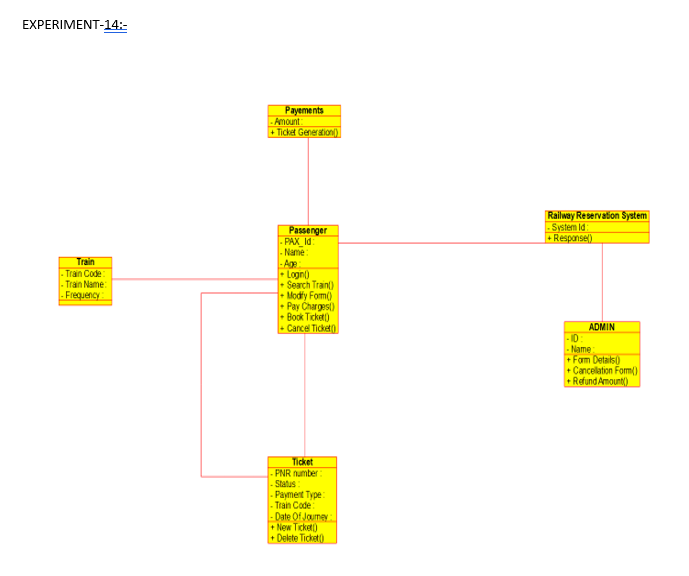 EXPERIMENT-14:-
Payements
- Amount :
+ Ticket Generation()
Railway Reservation System
- System Id :
+ Response()
Passenger
- PAX_Id :
- Name :
- Age :
+ Login()
+ Search Train()
+ Modify Form()
+ Pay Charges()
+ Book Ticket()
+ Cancel Ticket()
Train
- Train Code :
- Train Name :
- Frequency :
ADMIN
- ID :
- Name :
+ Form Details()
+ Cancellation Form()
+ Refund Amount()
Ticket
- PNR number :
- Status :
- Payment Type :
- Train Code :
- Date Of Journey :
+ New Ticket()
+ Delete Ticket()